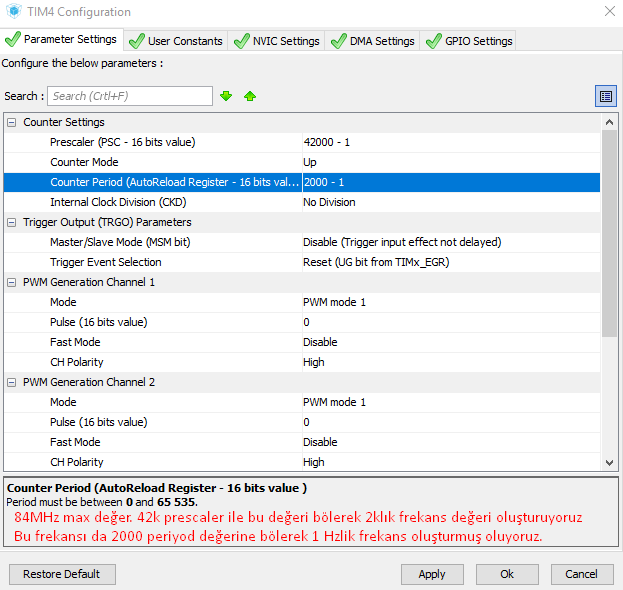 TIM4 Configuration
Parameter Settings
User Constants
NVIC Settings
DMA Settings
GPIO Settings
Configure the below parameters :
Search : Search (Crtl+F)
Counter Settings
Prescaler (PSC - 16 bits value) 42000 - 1
Counter Mode Up
Counter Period (AutoReload Register - 16 bits val... 2000 - 1
Internal Clock Division (CKD) No Division
Trigger Output (TRGO) Parameters
Master/Slave Mode (MSM bit) Disable (Trigger input effect not delayed)
Trigger Event Selection Reset (UG bit from TIMx_EGR)
PWM Generation Channel 1
Mode PWM mode 1
Pulse (16 bits value) 0
Fast Mode Disable
CH Polarity High
PWM Generation Channel 2
Mode PWM mode 1
Pulse (16 bits value) 0
Fast Mode Disable
CH Polarity High
Counter Period (AutoReload Register - 16 bits value )
Period must be between 0 and 65 535.
84MHz max değer. 42k prescaler ile bu değeri bölerek 2klık frekans değeri oluşturuyoruz
Bu frekansı da 2000 periyod değerine bölerek 1 Hzlik frekans oluşturmuş oluyoruz.
Restore Default
Apply
Ok
Cancel